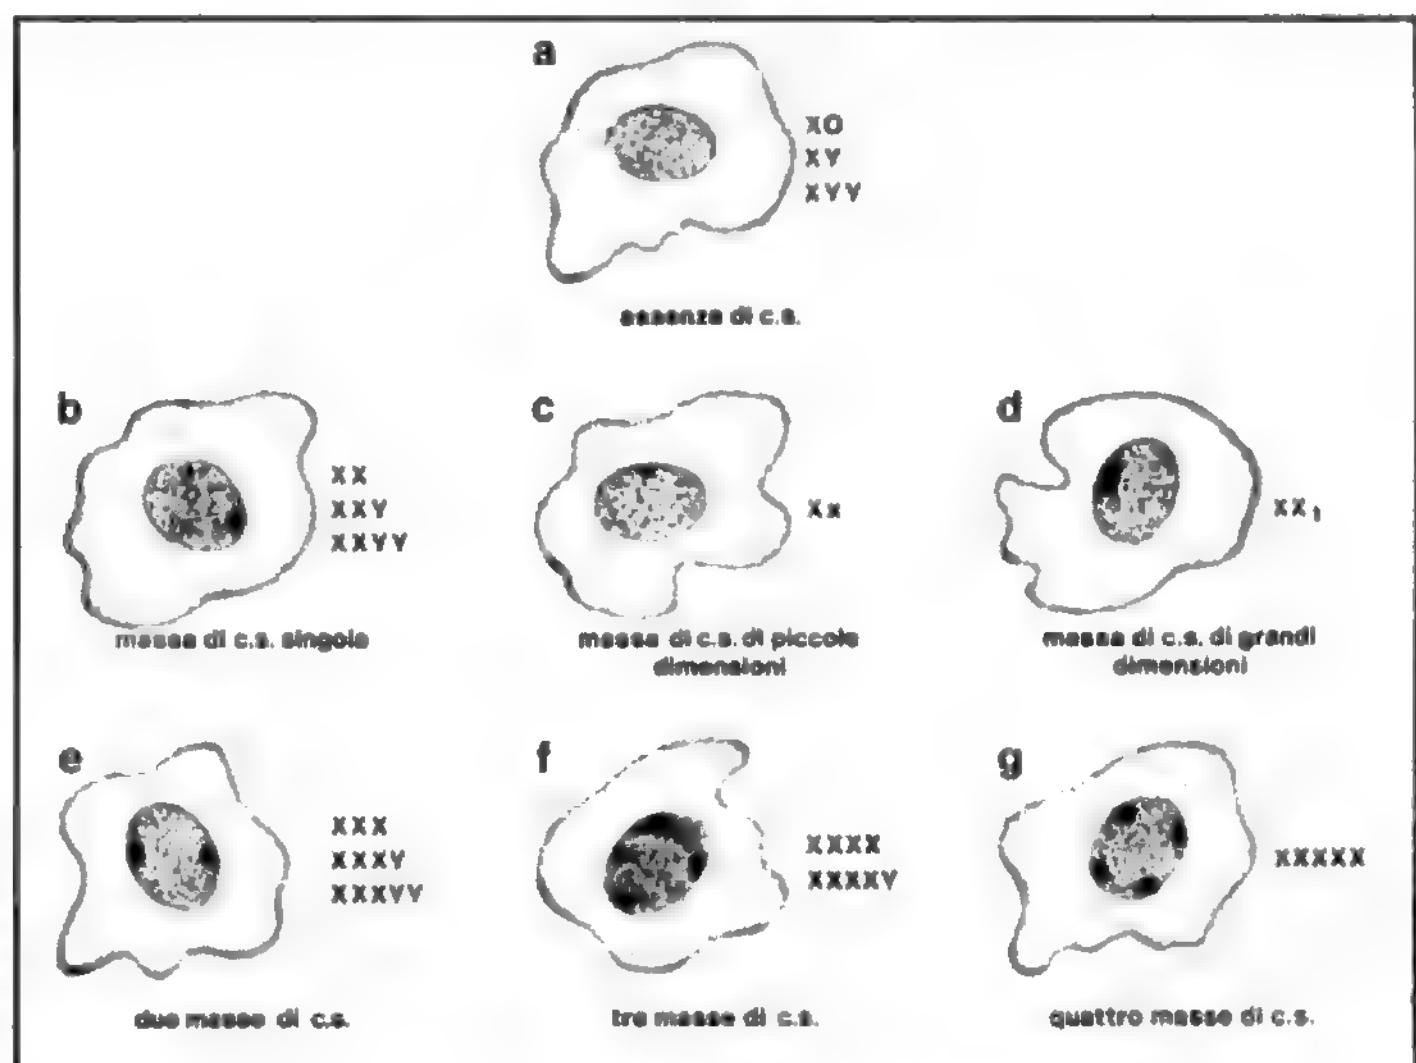 a
XO
XY
XYY
assenza di c.s.
b
XX
XXY
XXYY
masse di c.s. singole
c
Xx
masse di c.s. di piccole
dimensioni
d
XX₁
masse di c.s. di grandi
dimensioni
e
XXX
XXXY
XXXYY
due masse di c.s.
f
XXXX
XXXXY
tre masse di c.s.
g
XXXXX
quattro masse di c.s.